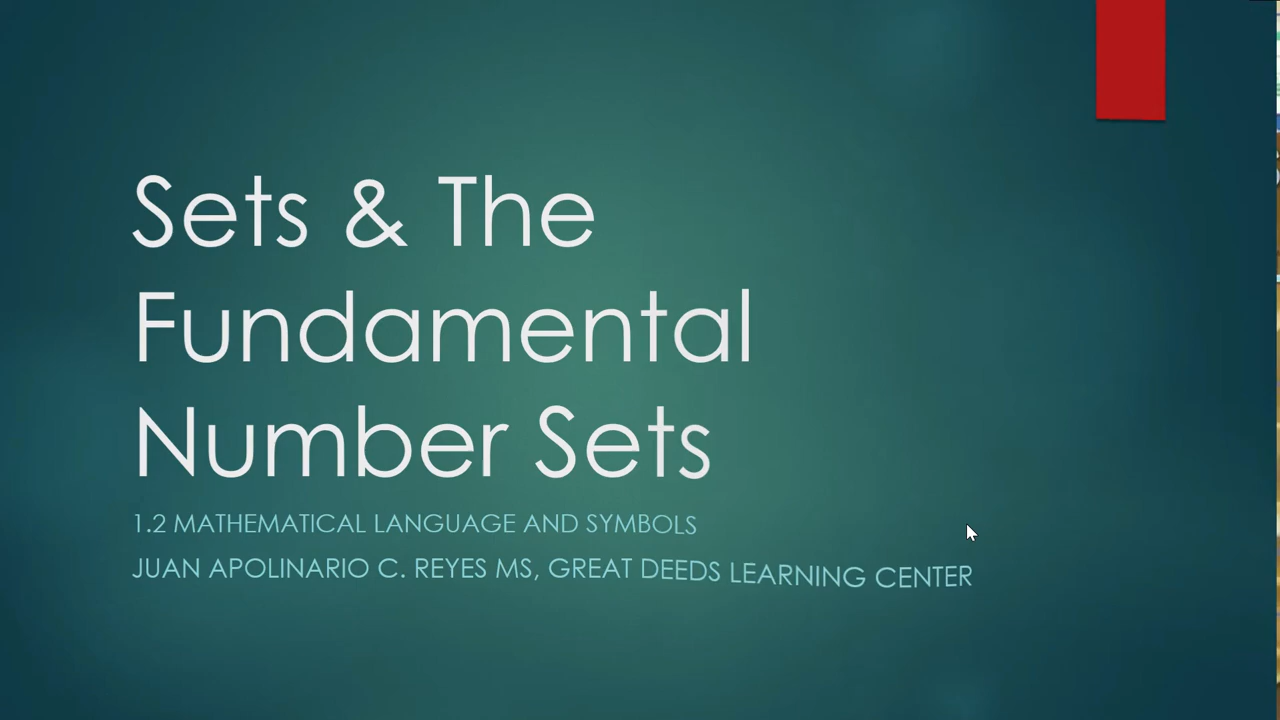 Sets & The
Fundamental
Number Sets
1.2 MATHEMATICAL LANGUAGE AND SYMBOLS
JUAN APOLINARIO C. REYES MS, GREAT DEEDS LEARNING CENTER